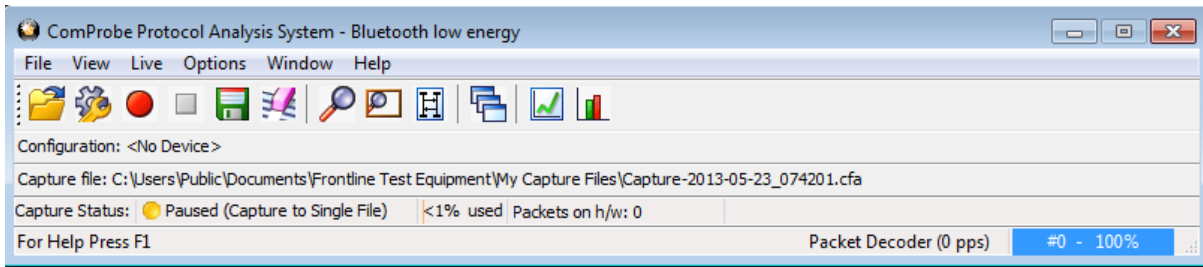 ComProbe Protocol Analysis System - Bluetooth low energy
File View Live Options Window Help
Configuration: <No Device>
Capture file: C:\Users\Public\Documents\Frontline Test Equipment\My Capture Files\Capture-2013-05-23_074201.cfa
Capture Status: Paused (Capture to Single File) <1% used Packets on h/w: 0
For Help Press F1 Packet Decoder (0 pps) #0 - 100%